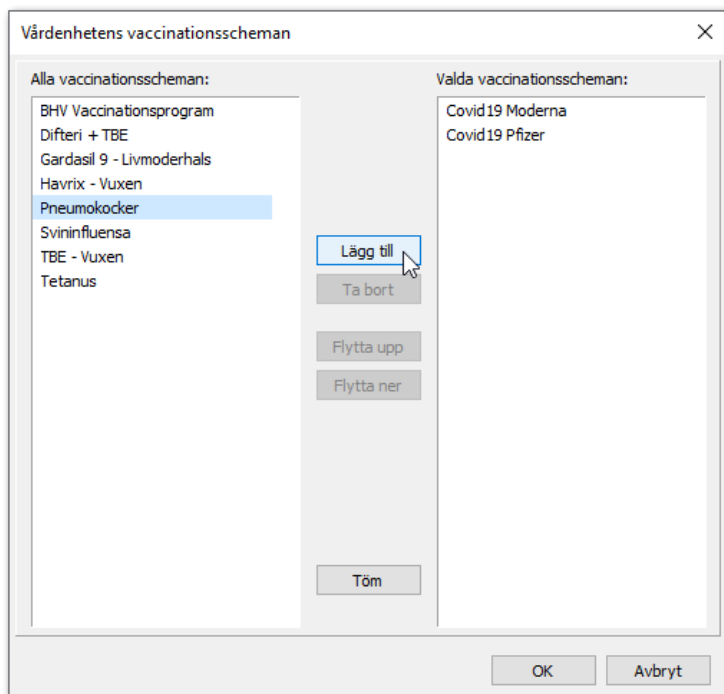 Vårdenhetens vaccinationsscheman
Alla vaccinationsscheman:
BHV Vaccinationsprogram
Difteri + TBE
Gardasil 9 - Livmoderhals
Havrix - Vuxen
Pneumokocker
Svininfluensa
TBE - Vuxen
Tetanus
Lägg till
Ta bort
Flytta upp
Flytta ner
Töm
Valda vaccinationsscheman:
Covid19 Moderna
Covid19 Pfizer
OK
Avbryt